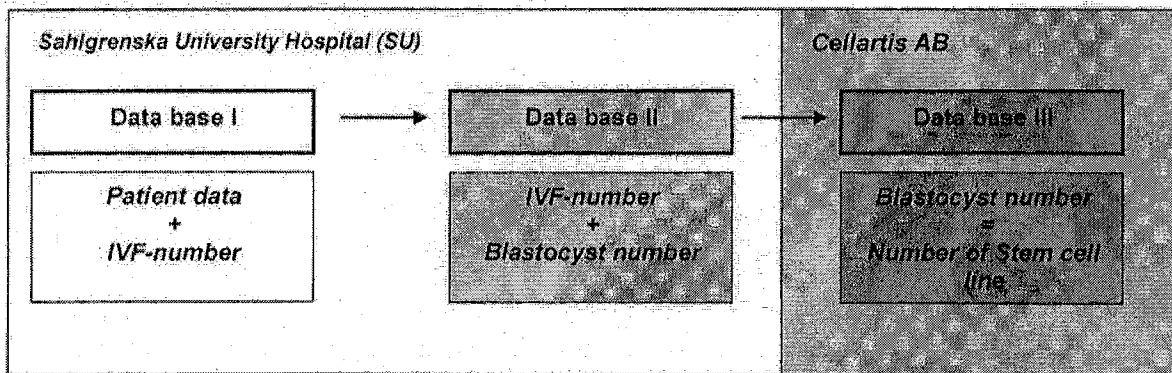 Sahlgrenska University Hospital (SU)
Cellartis AB
Data base I
Data base II
Data base III
Patient data
+
IVF-number
IVF-number
+
Blastocyst number
Blastocyst number
=
Number of Stem cell
line